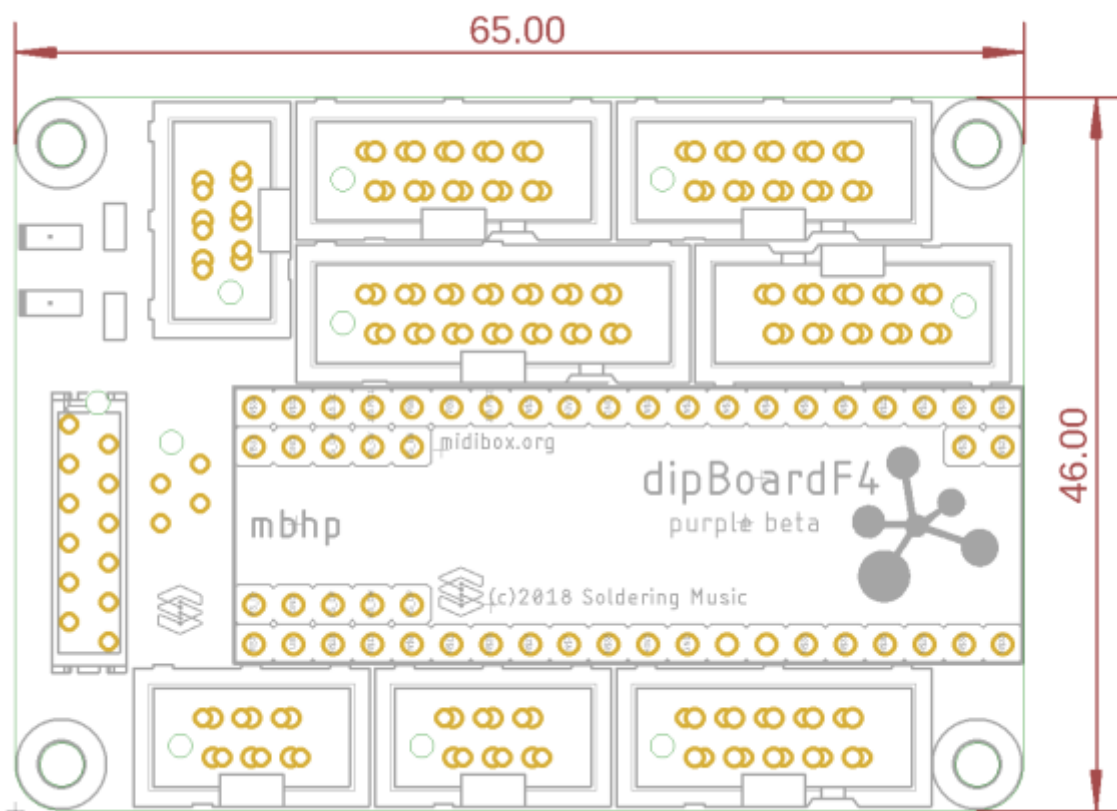 65.00
46.00
midibox.org
dipBoardF4
purple beta
mbhp
(c)2018 Soldering Music